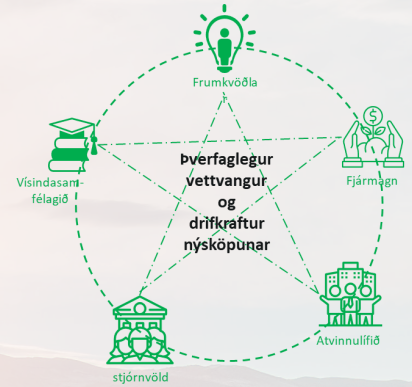 Frumkvöðla
Þverfaglegur
vettvangur
og
drifkraftur
nýsköpunar
Vísindasam-
félagið
Fjármagn
Atvinnulífið
stjórnvöld